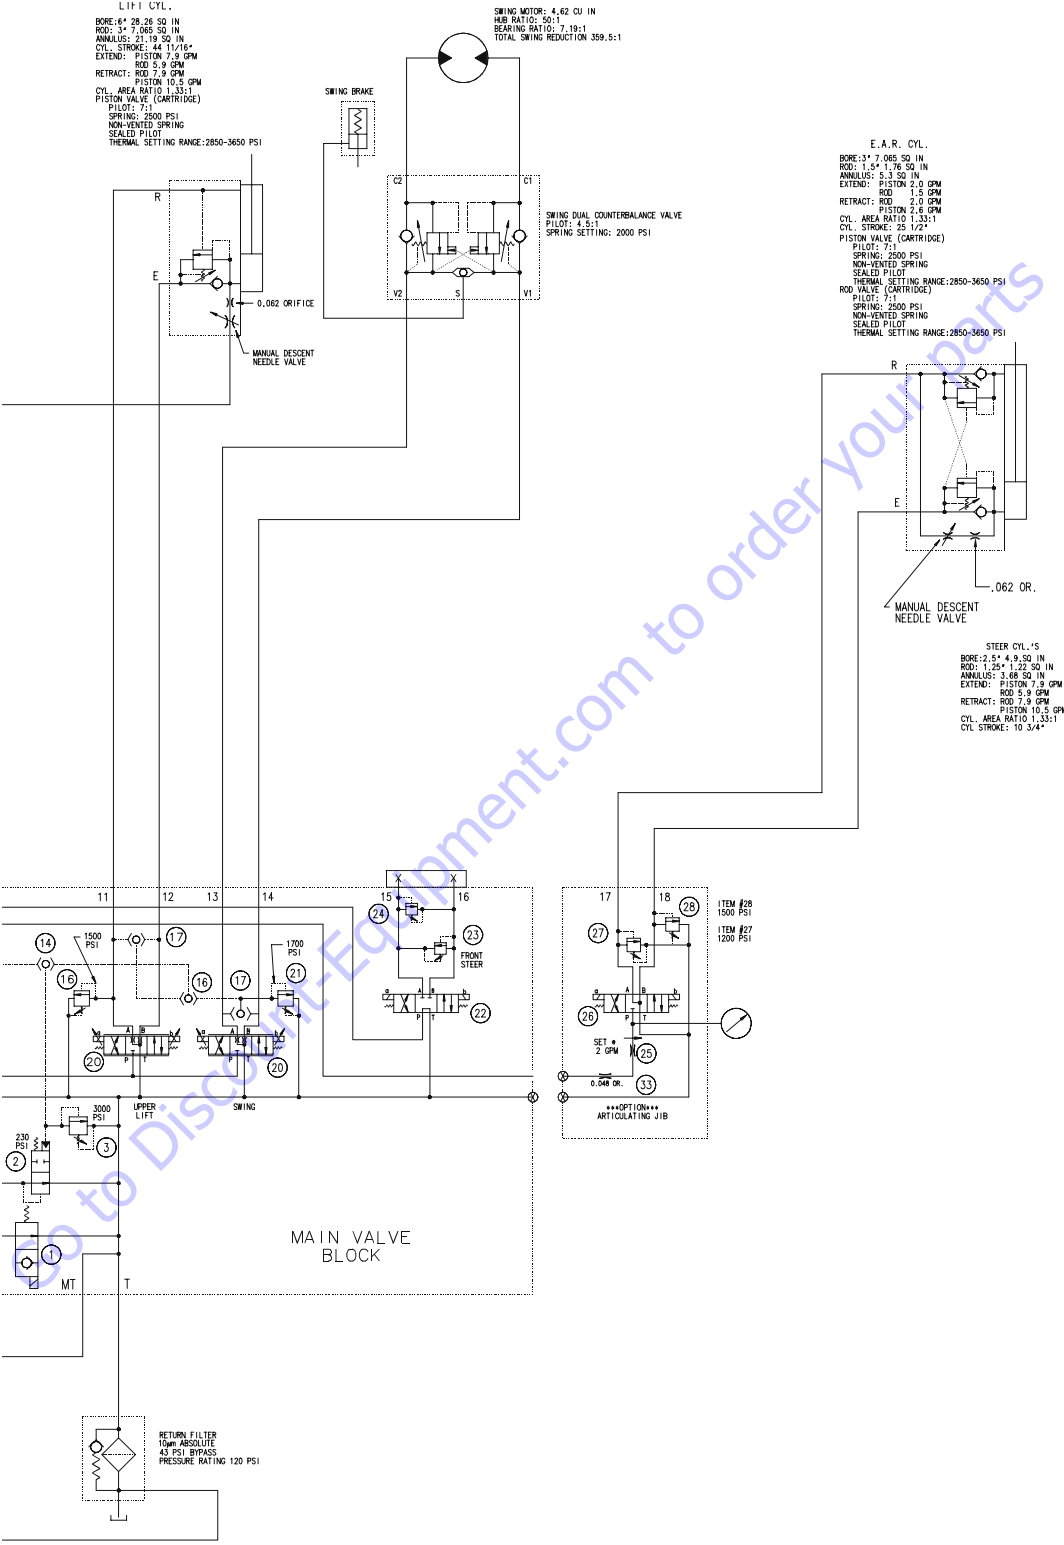 LIFT CYL.
BORE:6" 28.26 SQ IN
ROD: 3" 7.065 SQ IN
ANNULUS: 21.19 SQ IN
CYL. STROKE: 44 11/16"
EXTEND: PISTON 7.9 GPM
ROD 5.9 GPM
RETRACT: ROD 7.9 GPM
PISTON 10.5 GPM
CYL. AREA RATIO 1.33:1
PISTON VALVE (CARTRIDGE)
PILOT: 7:1
SPRING: 2500 PSI
NON-VENTED SPRING
SEALED PILOT
THERMAL SETTING RANGE:2850-3650 PSI
SWING MOTOR: 4.62 CU IN
HUB RATIO: 50:1
BEARING RATIO: 7.19:1
TOTAL SWING REDUCTION 359.5:1
SWING BRAKE
E.A.R. CYL.
BORE:3" 7.065 SQ IN
ROD: 1.5" 1.76 SQ IN
ANNULUS: 5.3 SQ IN
EXTEND: PISTON 2.0 GPM
ROD 1.5 GPM
RETRACT: ROD 2.0 GPM
PISTON 2.6 GPM
CYL. AREA RATIO 1.33:1
CYL. STROKE: 25 1/2"
PISTON VALVE (CARTRIDGE)
PILOT: 7:1
SPRING: 2500 PSI
NON-VENTED SPRING
SEALED PILOT
THERMAL SETTING RANGE:2850-3650 PSI
ROD VALVE (CARTRIDGE)
PILOT: 7:1
SPRING: 2500 PSI
NON-VENTED SPRING
SEALED PILOT
THERMAL SETTING RANGE:2850-3650 PSI
C2 C1
SWING DUAL COUNTERBALANCE VALVE
PILOT: 4.5:1
SPRING SETTING: 2000 PSI
V2 S V1
R
E
0.062 ORIFICE
MANUAL DESCENT
NEEDLE VALVE
R
E
.062 OR.
MANUAL DESCENT
NEEDLE VALVE
STEER CYL.'S
BORE:2.5" 4.9.SQ IN
ROD: 1.25" 1.22 SQ IN
ANNULUS: 3.68 SQ IN
EXTEND: PISTON 7.9 GPM
ROD 5.9 GPM
RETRACT: ROD 7.9 GPM
PISTON 10.5 GPM
CYL. AREA RATIO 1.33:1
CYL STROKE: 10 3/4"
11 12 13 14 15 16 17 18
ITEM #28
1500 PSI
ITEM #27
1200 PSI
24
28
23
27
FRONT
STEER
14
1500
PSI
17
1700
PSI
16
16
17
21
a A B b
P T
22
a A B b
P T
26
a A B b
P T
20
a A B b
P T
20
SET @
2 GPM
25
0.048 OR.
33
***OPTION***
ARTICULATING JIB
UPPER
LIFT
SWING
3000
PSI
3
230
PSI
2
1
MAIN VALVE
BLOCK
MT T
RETURN FILTER
10µm ABSOLUTE
43 PSI BYPASS
PRESSURE RATING 120 PSI
Go to Discount-Equipment.com to order your parts